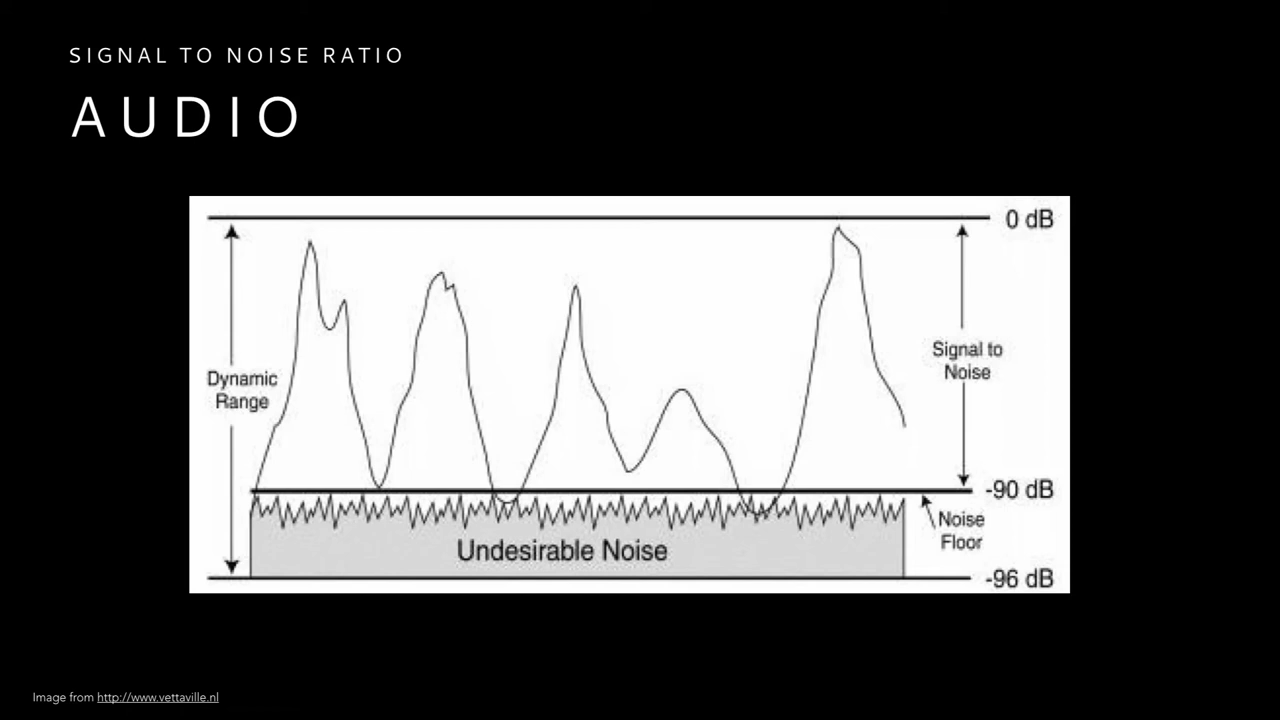 SIGNAL TO NOISE RATIO
AUDIO
0 dB
Dynamic
Range
Signal to
Noise
-90 dB
Noise
Floor
Undesirable Noise
-96 dB
Image from http://www.vettaville.nl